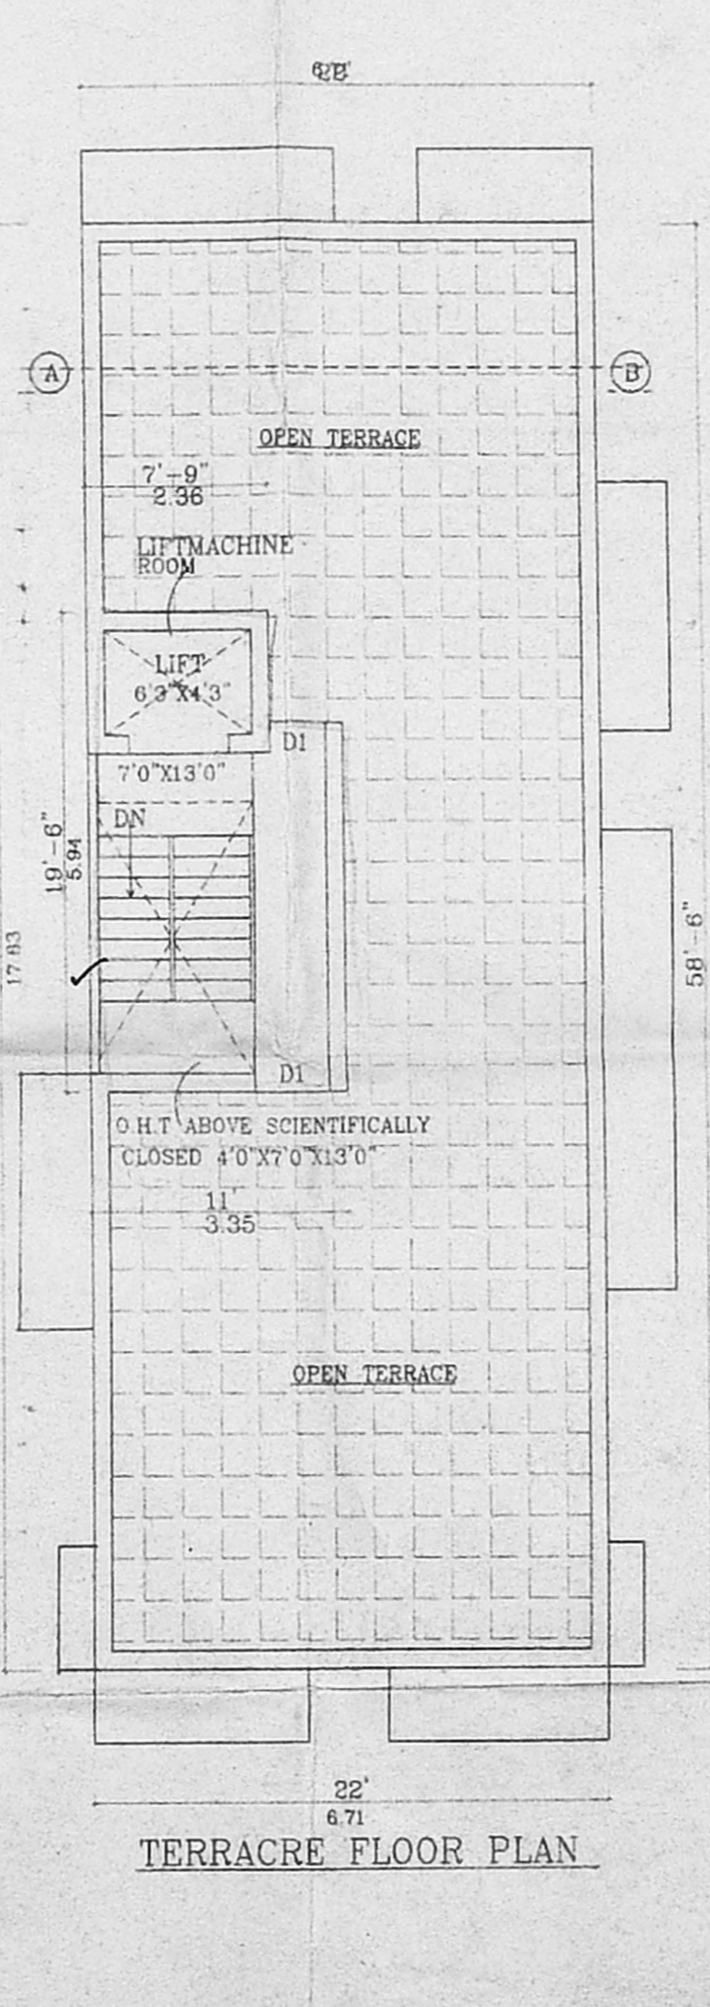 A
B
OPEN TERRACE
7'-9"
2.36
LIFTMACHINE
ROOM
LIFT
6'3"X4'3"
D1
7'0"X13'0"
DN
19'-6"
5.94
17.83
58'-6"
D1
O.H.T ABOVE SCIENTIFICALLY
CLOSED 4'0"X7'0"X13'0"
11'
3.35
OPEN TERRACE
22'
6.71
TERRACRE FLOOR PLAN